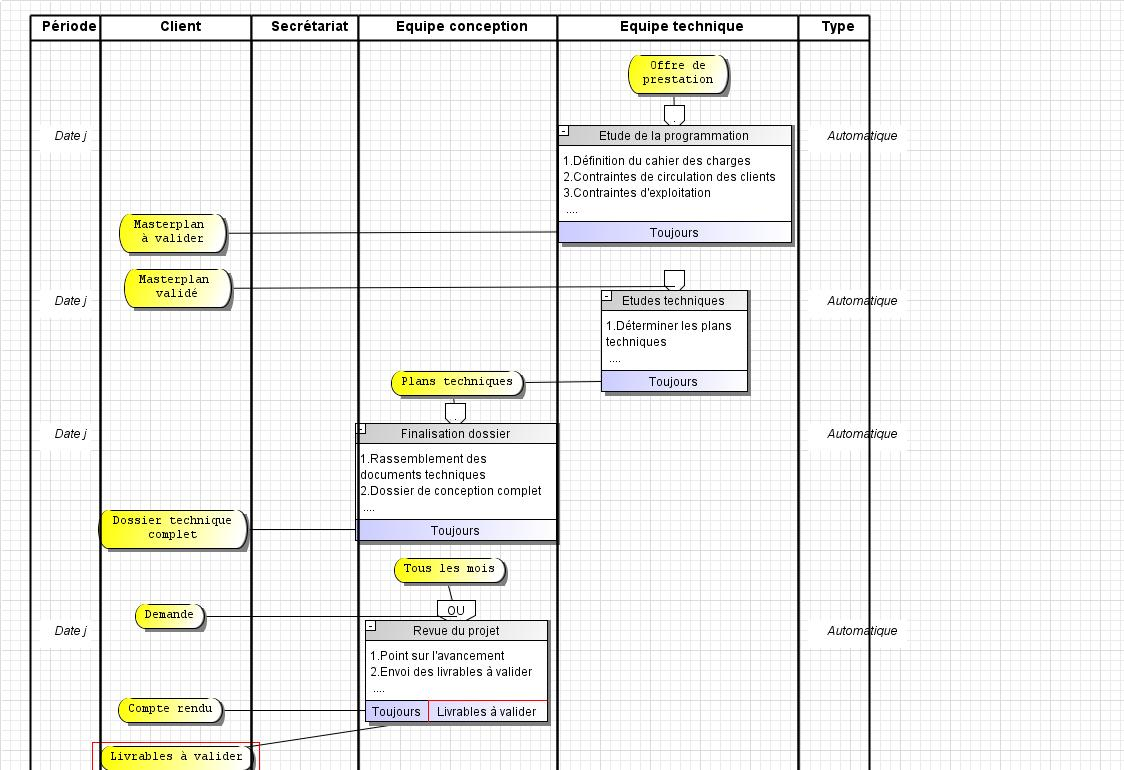 Période Client Secrétariat Equipe conception Equipe technique Type
Offre de
prestation
Date j Etude de la programmation Automatique
1.Définition du cahier des charges
2.Contraintes de circulation des clients
3.Contraintes d'exploitation
....
Masterplan
à valider
Toujours
Masterplan
validé
Date j Etudes techniques Automatique
1.Déterminer les plans
techniques
....
Plans techniques Toujours
Date j Finalisation dossier Automatique
1.Rassemblement des
documents techniques
2.Dossier de conception complet
....
Dossier technique
complet
Toujours
Tous les mois
Demande OU
Date j Revue du projet Automatique
1.Point sur l'avancement
2.Envoi des livrables à valider
....
Compte rendu Toujours Livrables à valider
Livrables à valider